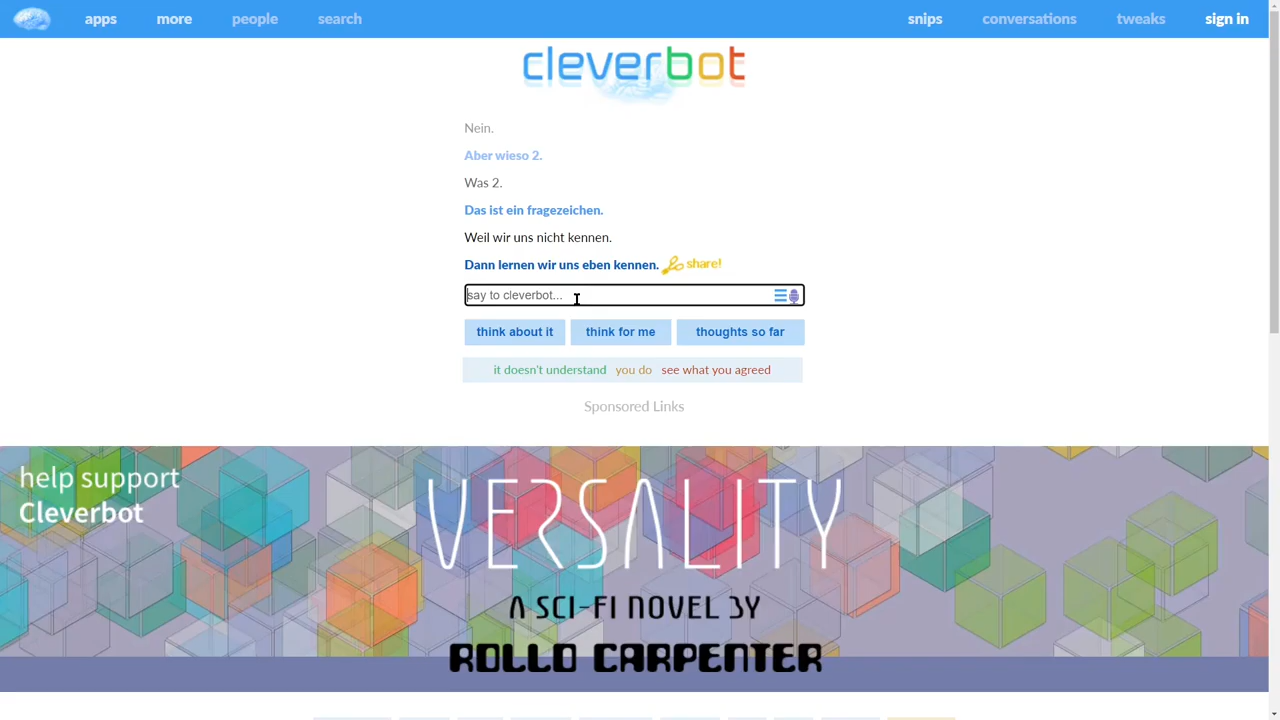 apps more people search snips conversations tweaks sign in
cleverbot
Nein.
Aber wieso 2.
Was 2.
Das ist ein fragezeichen.
Weil wir uns nicht kennen.
Dann lernen wir uns eben kennen. share!
say to cleverbot...
think about it think for me thoughts so far
it doesn't understand you do see what you agreed
Sponsored Links
help support
Cleverbot
VERSALITY
A SCI-FI NOVEL BY
ROLLO CARPENTER